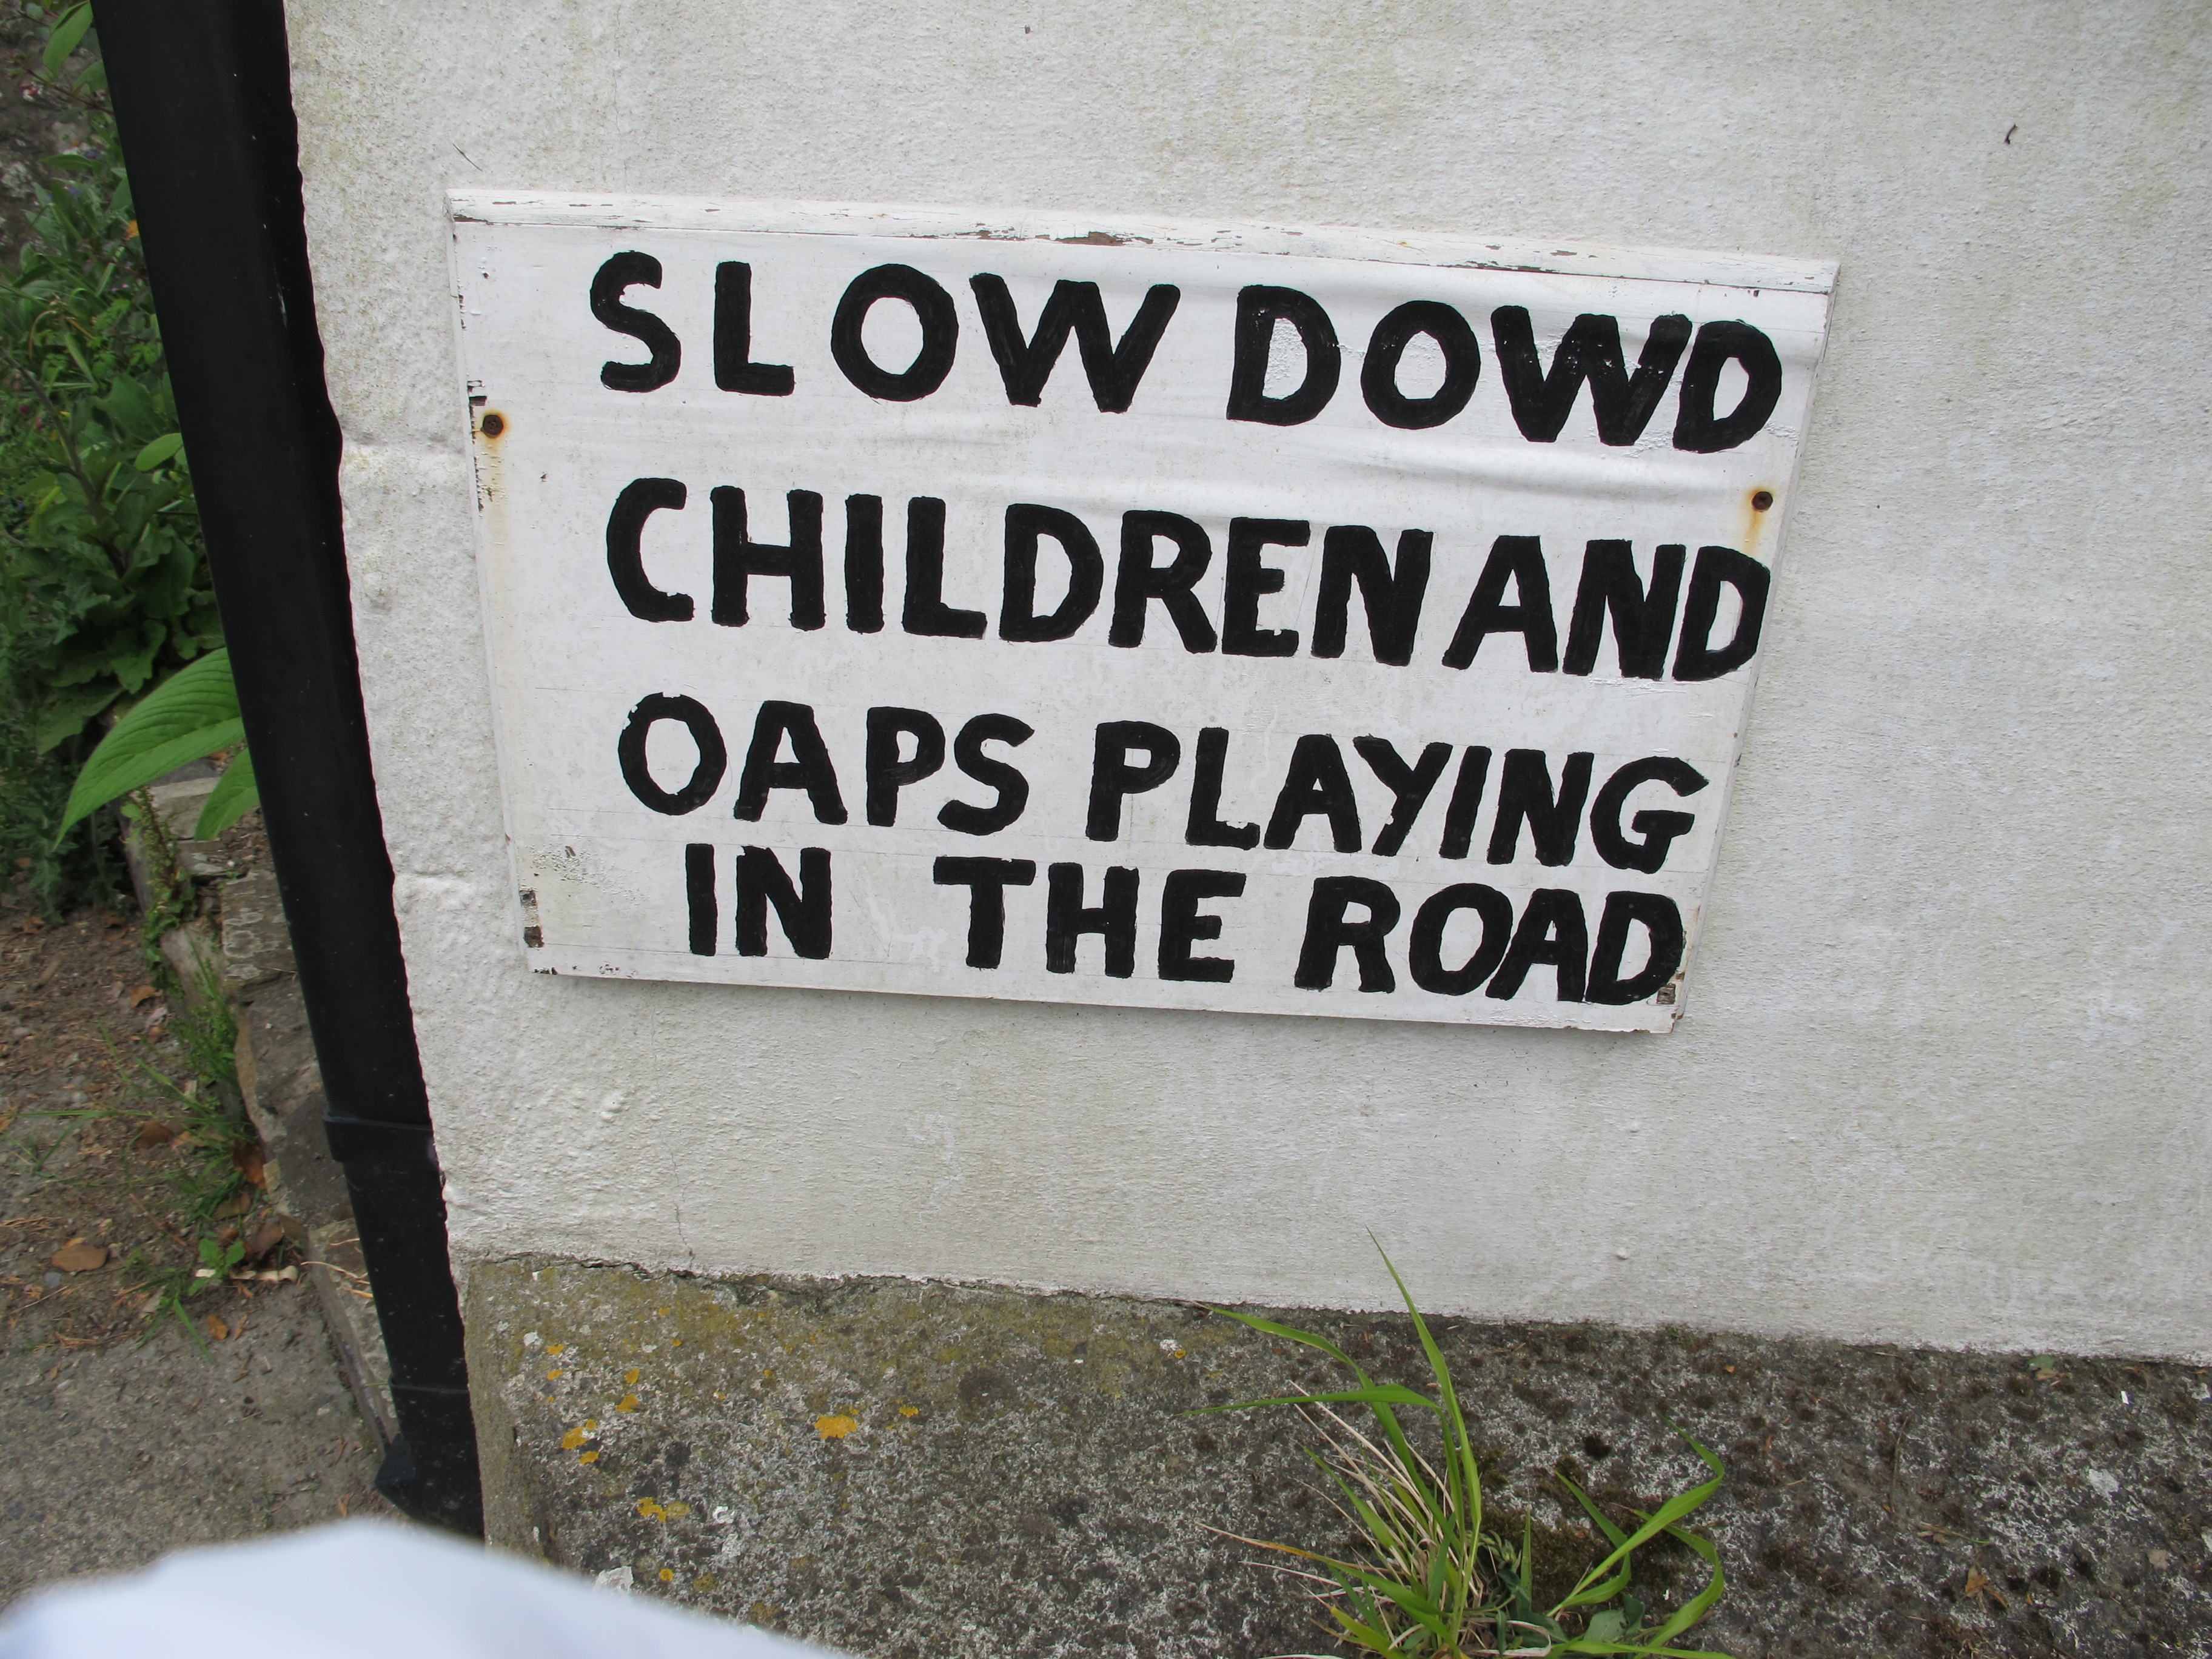 SLOW DOWD
CHILDREN AND
OAPS PLAYING
IN THE ROAD